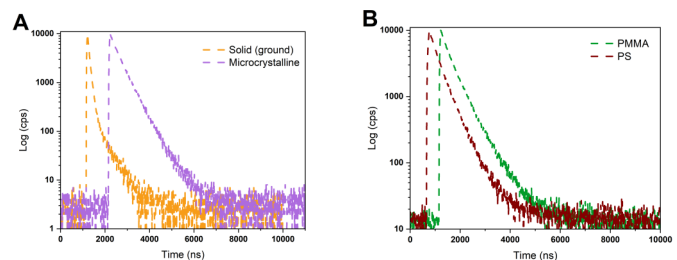 A
Log (cps)
10000
1000
100
10
1
Solid (ground)
Microcrystalline
0 2000 4000 6000 8000 10000
Time (ns)
B
Log (cps)
10000
1000
100
10
PMMA
PS
0 2000 4000 6000 8000 10000
Time (ns)